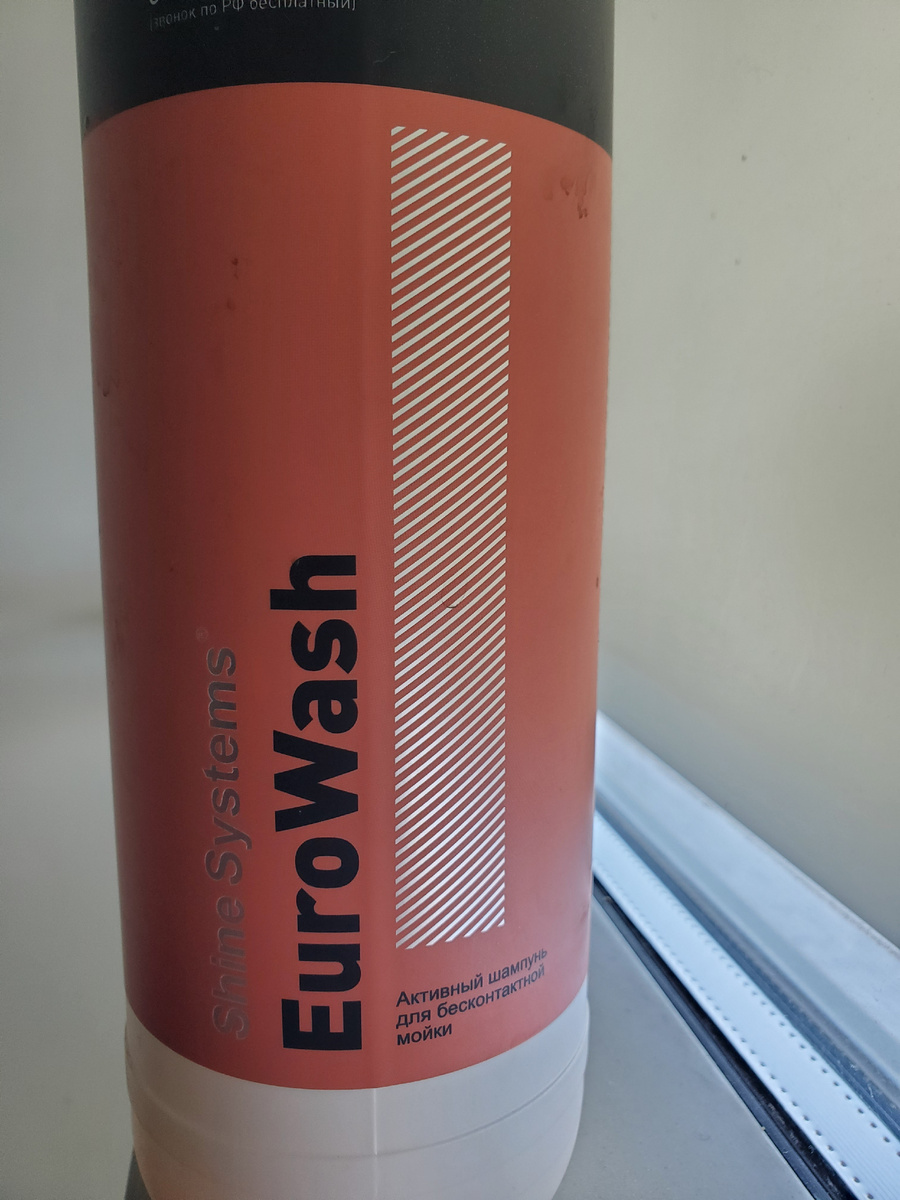 (звонок по РФ бесплатный)
Shine Systems®
EuroWash
Активный шампунь
для бесконтактной
мойки